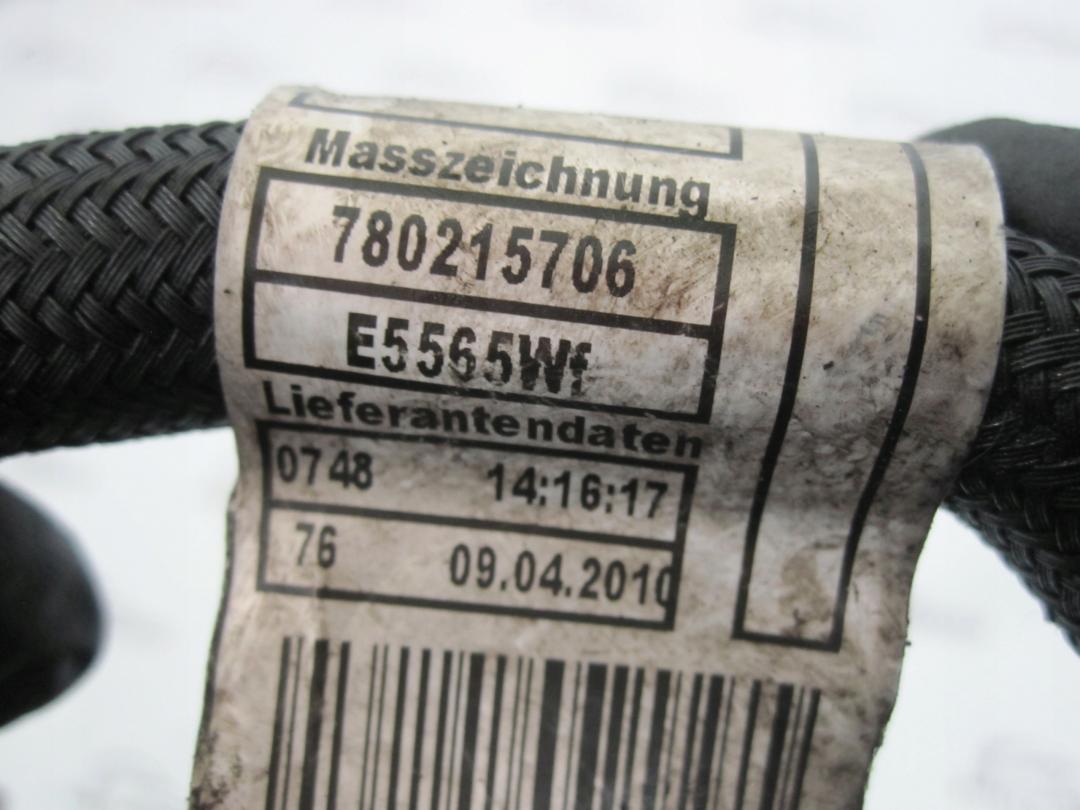 Masszeichnung
780215706
E5565Wf
Lieferantendaten
0748 14:16:17
76 09.04.2010